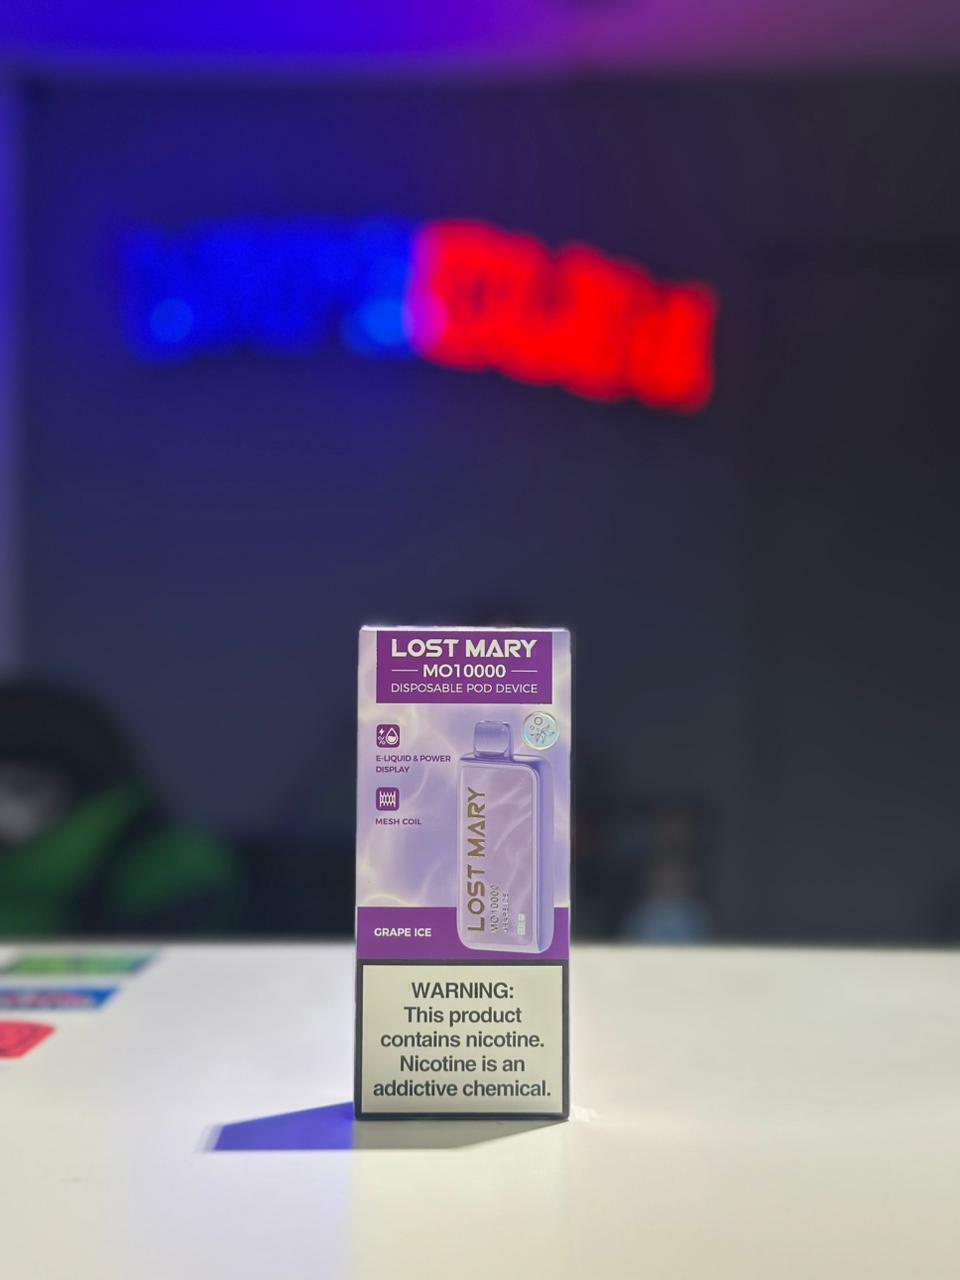 LOST MARY
MO10000
DISPOSABLE POD DEVICE
E-LIQUID & POWER
DISPLAY
MESH COIL
LOST MARY
MO10000
GRAPE ICE
WARNING:
This product
contains nicotine.
Nicotine is an
addictive chemical.